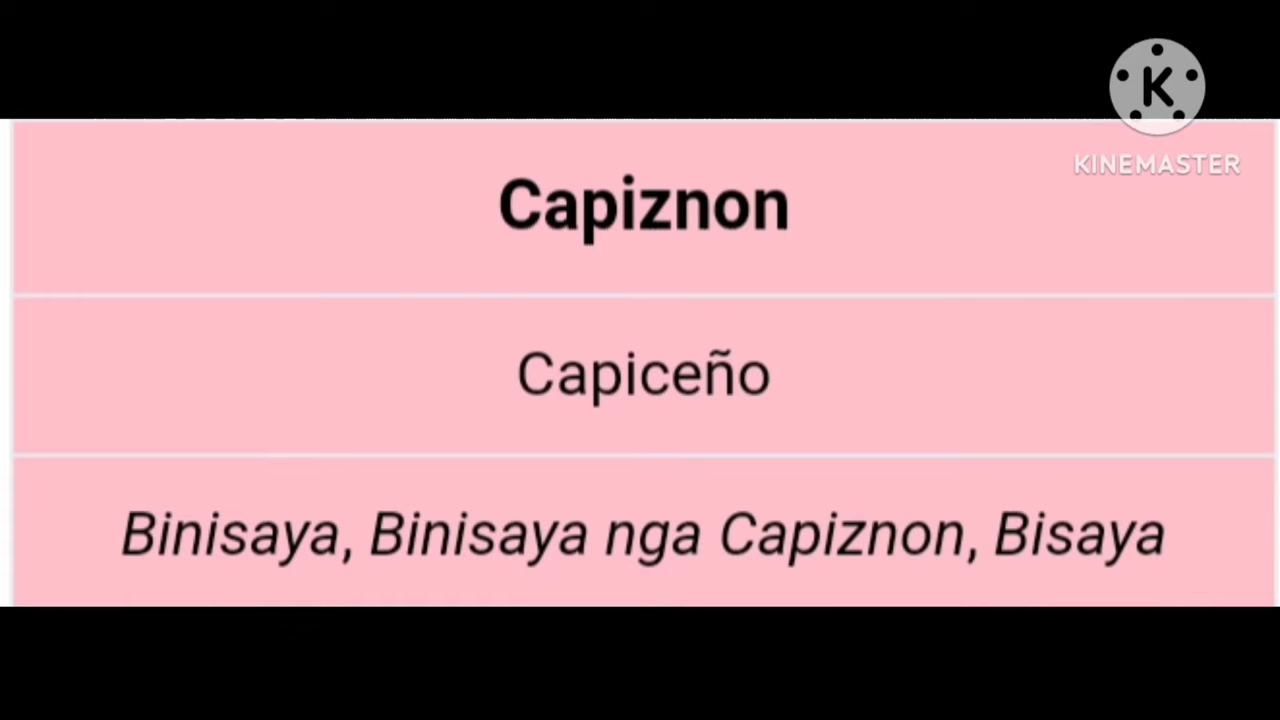 K
KINEMASTER
Capiznon
Capiceño
Binisaya, Binisaya nga Capiznon, Bisaya